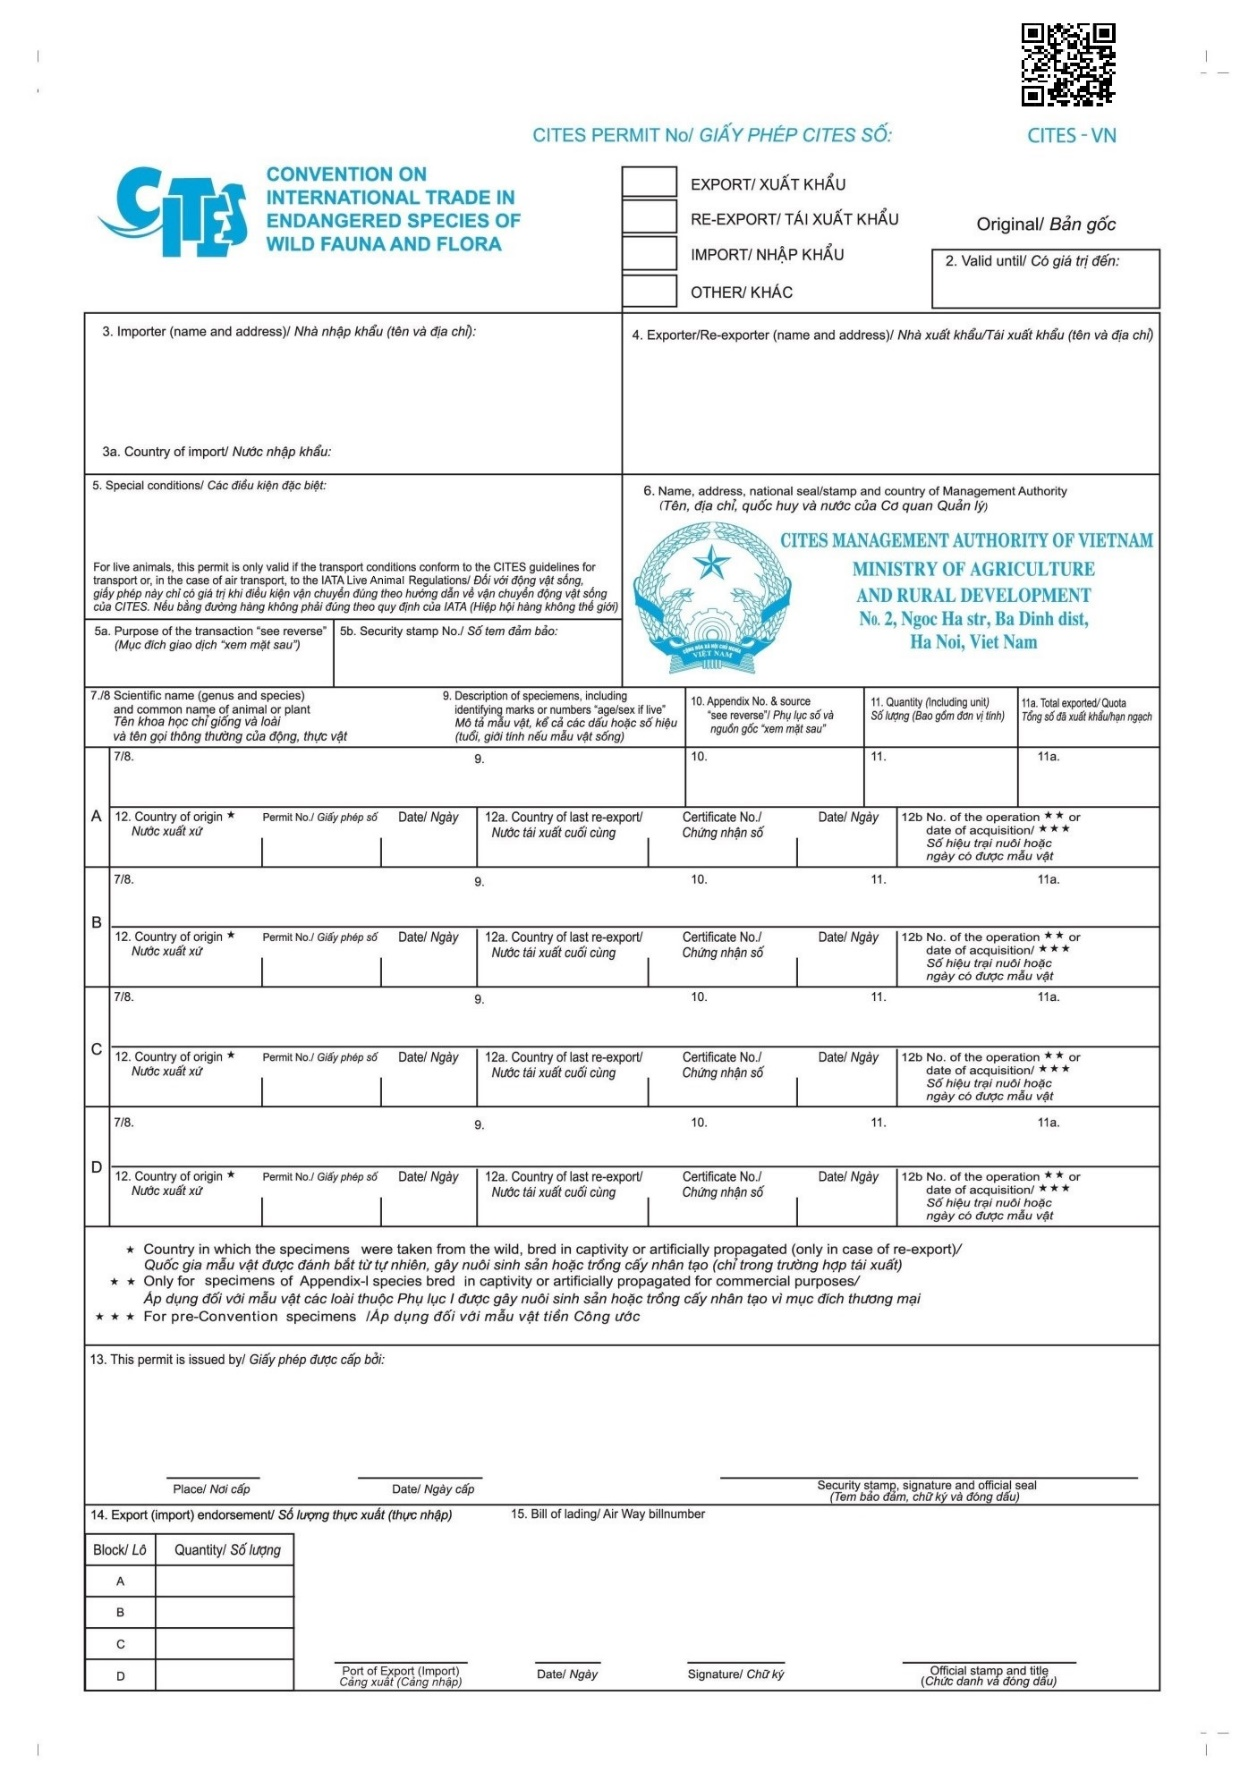 CITES PERMIT No/ GIẤY PHÉP CITES SỐ: CITES - VN
CITES
CONVENTION ON
INTERNATIONAL TRADE IN
ENDANGERED SPECIES OF
WILD FAUNA AND FLORA
EXPORT/ XUẤT KHẨU
RE-EXPORT/ TÁI XUẤT KHẨU
IMPORT/ NHẬP KHẨU
OTHER/ KHÁC
Original/ Bản gốc
2. Valid until/ Có giá trị đến:
3. Importer (name and address)/ Nhà nhập khẩu (tên và địa chỉ):
3a. Country of import/ Nước nhập khẩu:
4. Exporter/Re-exporter (name and address)/ Nhà xuất khẩu/Tái xuất khẩu (tên và địa chỉ)
5. Special conditions/ Các điều kiện đặc biệt:
For live animals, this permit is only valid if the transport conditions conform to the CITES guidelines for
transport or, in the case of air transport, to the IATA Live Animal Regulations/ Đối với động vật sống,
giấy phép này chỉ có giá trị khi điều kiện vận chuyển đúng theo hướng dẫn về vận chuyển động vật sống
của CITES. Nếu bằng đường hàng không phải đúng theo quy định của IATA (Hiệp hội hàng không thế giới)
5a. Purpose of the transaction “see reverse”
(Mục đích giao dịch “xem mặt sau”)
5b. Security stamp No./ Số tem đảm bảo:
6. Name, address, national seal/stamp and country of Management Authority
(Tên, địa chỉ, quốc huy và nước của Cơ quan Quản lý)
CỘNG HÒA XÃ HỘI CHỦ NGHĨA
VIỆT NAM
CITES MANAGEMENT AUTHORITY OF VIETNAM
MINISTRY OF AGRICULTURE
AND RURAL DEVELOPMENT
No. 2, Ngoc Ha str, Ba Dinh dist,
Ha Noi, Viet Nam
7./8 Scientific name (genus and species)
and common name of animal or plant
Tên khoa học chỉ giống và loài
và tên gọi thông thường của động, thực vật
9. Description of speciemens, including
identifying marks or numbers “age/sex if live”
Mô tả mẫu vật, kể cả các dấu hoặc số hiệu
(tuổi, giới tính nếu mẫu vật sống)
10. Appendix No. & source
“see reverse”/ Phụ lục số và
nguồn gốc “xem mặt sau”
11. Quantity (Including unit)
Số lượng (Bao gồm đơn vị tính)
11a. Total exported/ Quota
Tổng số đã xuất khẩu/hạn ngạch
A
7/8. 9. 10. 11. 11a.
12. Country of origin ★ Permit No./ Giấy phép số Date/ Ngày 12a. Country of last re-export/ Certificate No./ Date/ Ngày 12b No. of the operation ★ ★ or
Nước xuất xứ Nước tái xuất cuối cùng Chứng nhận số date of acquisition/ ★ ★ ★
Số hiệu trại nuôi hoặc
ngày có được mẫu vật
B
7/8. 9. 10. 11. 11a.
12. Country of origin ★ Permit No./ Giấy phép số Date/ Ngày 12a. Country of last re-export/ Certificate No./ Date/ Ngày 12b No. of the operation ★ ★ or
Nước xuất xứ Nước tái xuất cuối cùng Chứng nhận số date of acquisition/ ★ ★ ★
Số hiệu trại nuôi hoặc
ngày có được mẫu vật
C
7/8. 9. 10. 11. 11a.
12. Country of origin ★ Permit No./ Giấy phép số Date/ Ngày 12a. Country of last re-export/ Certificate No./ Date/ Ngày 12b No. of the operation ★ ★ or
Nước xuất xứ Nước tái xuất cuối cùng Chứng nhận số date of acquisition/ ★ ★ ★
Số hiệu trại nuôi hoặc
ngày có được mẫu vật
D
7/8. 9. 10. 11. 11a.
12. Country of origin ★ Permit No./ Giấy phép số Date/ Ngày 12a. Country of last re-export/ Certificate No./ Date/ Ngày 12b No. of the operation ★ ★ or
Nước xuất xứ Nước tái xuất cuối cùng Chứng nhận số date of acquisition/ ★ ★ ★
Số hiệu trại nuôi hoặc
ngày có được mẫu vật
★ Country in which the specimens were taken from the wild, bred in captivity or artificially propagated (only in case of re-export)/
Quốc gia mẫu vật được đánh bắt từ tự nhiên, gây nuôi sinh sản hoặc trồng cấy nhân tạo (chỉ trong trường hợp tái xuất)
★ ★ Only for specimens of Appendix-I species bred in captivity or artificially propagated for commercial purposes/
Áp dụng đối với mẫu vật các loài thuộc Phụ lục I được gây nuôi sinh sản hoặc trồng cấy nhân tạo vì mục đích thương mại
★ ★ ★ For pre-Convention specimens /Áp dụng đối với mẫu vật tiền Công ước
13. This permit is issued by/ Giấy phép được cấp bởi:
Place/ Nơi cấp
Date/ Ngày cấp
Security stamp, signature and official seal
(Tem bảo đảm, chữ ký và đóng dấu)
14. Export (import) endorsement/ Số lượng thực xuất (thực nhập)
15. Bill of lading/ Air Way billnumber
Block/ Lô Quantity/ Số lượng
A
B
C
D
Port of Export (Import)
Cảng xuất (Cảng nhập)
Date/ Ngày
Signature/ Chữ ký
Official stamp and title
(Chức danh và đóng dấu)